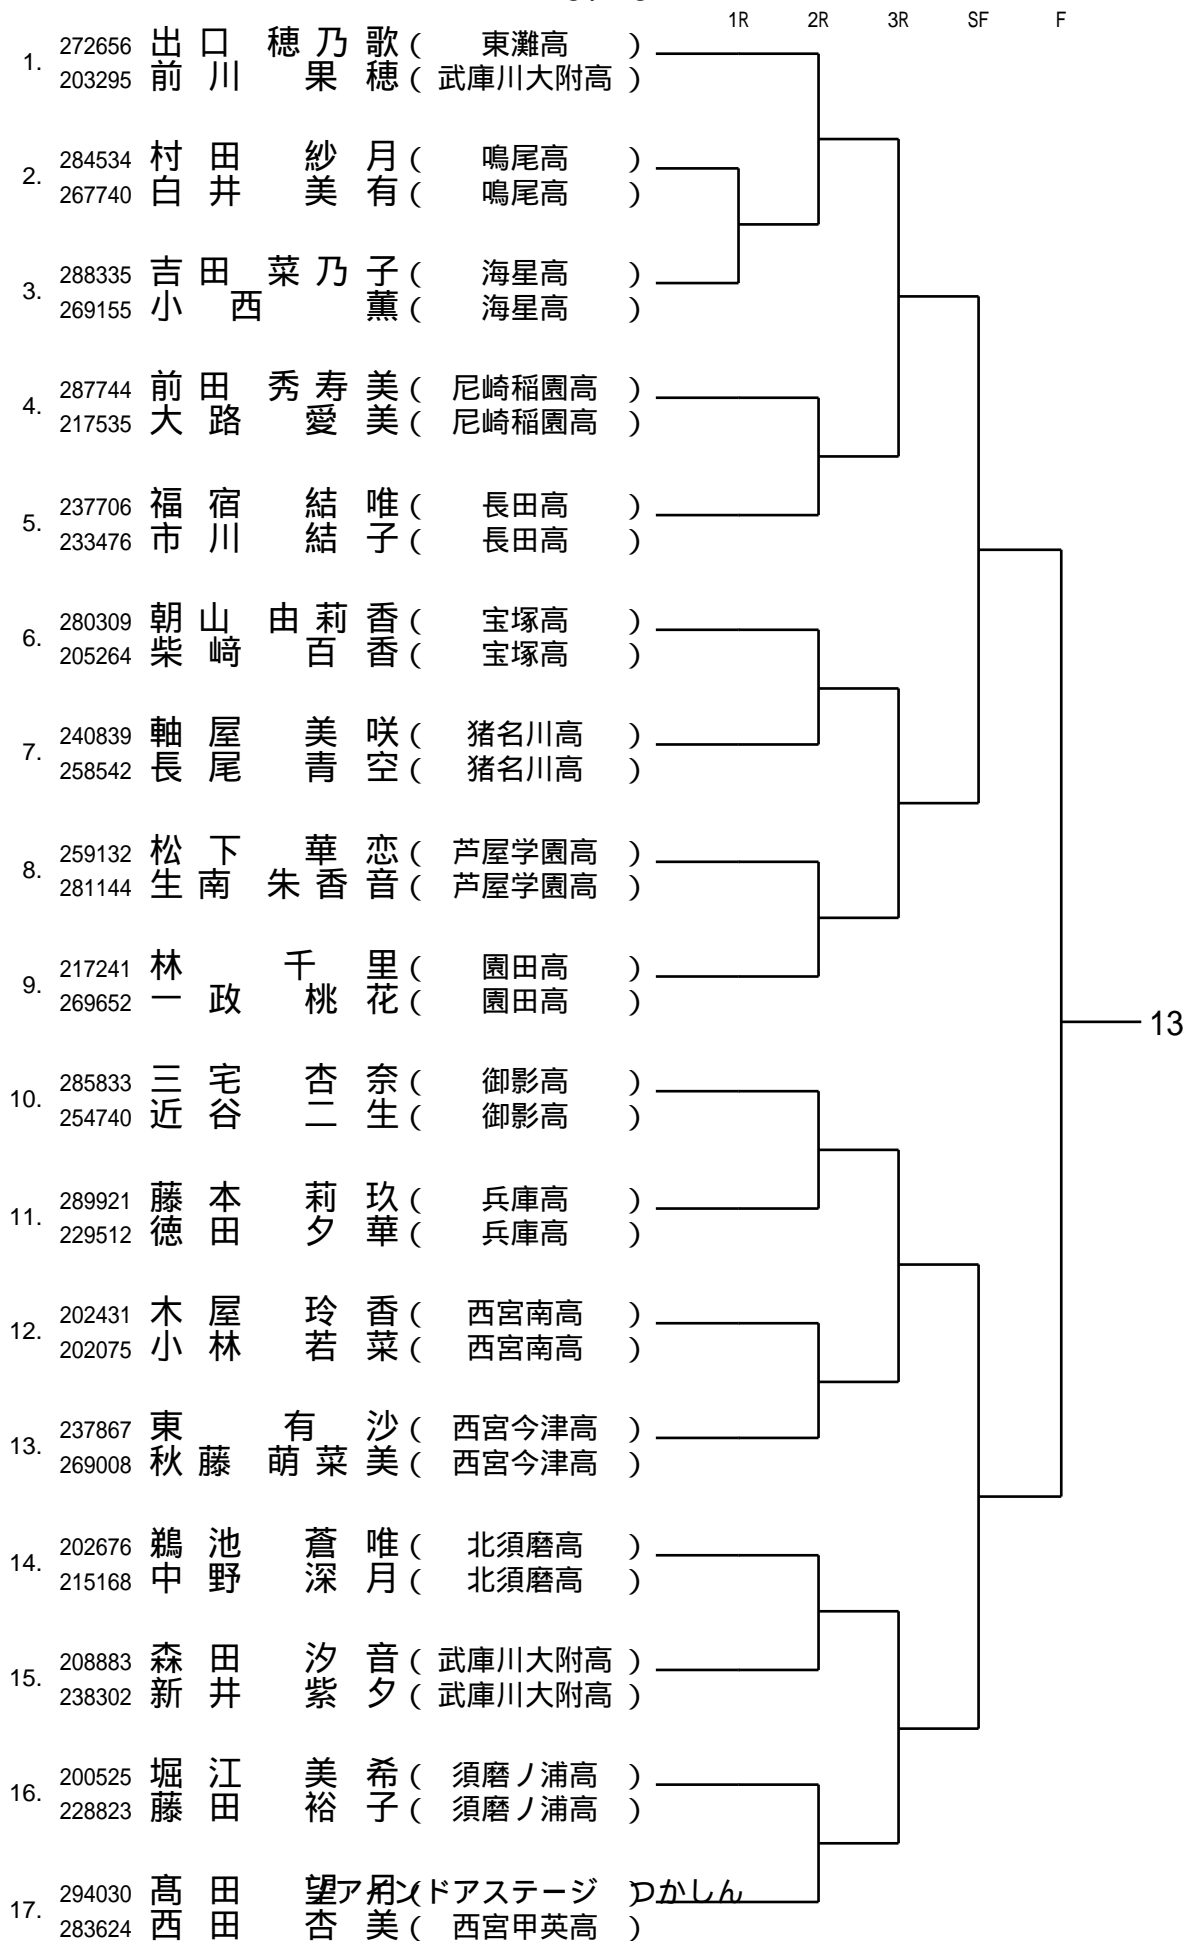 1R 2R 3R SF F
1. 272656 出口 穂乃歌 ( 東灘高 )
203295 前川 果穂 ( 武庫川大附高 )
2. 284534 村田 紗月 ( 鳴尾高 )
267740 白井 美有 ( 鳴尾高 )
3. 288335 吉田 菜乃子 ( 海星高 )
269155 小西 薫 ( 海星高 )
4. 287744 前田 秀寿美 ( 尼崎稲園高 )
217535 大路 愛美 ( 尼崎稲園高 )
5. 237706 福宿 結唯 ( 長田高 )
233476 市川 結子 ( 長田高 )
6. 280309 朝山 由莉香 ( 宝塚高 )
205264 柴﨑 百香 ( 宝塚高 )
7. 240839 軸屋 美咲 ( 猪名川高 )
258542 長尾 青空 ( 猪名川高 )
8. 259132 松下 華恋 ( 芦屋学園高 )
281144 生南 朱香音 ( 芦屋学園高 )
9. 217241 林 千里 ( 園田高 )
269652 一政 桃花 ( 園田高 )
13
10. 285833 三宅 杏奈 ( 御影高 )
254740 近谷 二生 ( 御影高 )
11. 289921 藤本 莉玖 ( 兵庫高 )
229512 徳田 夕華 ( 兵庫高 )
12. 202431 木屋 玲香 ( 西宮南高 )
202075 小林 若菜 ( 西宮南高 )
13. 237867 東 有沙 ( 西宮今津高 )
269008 秋藤 萌菜美 ( 西宮今津高 )
14. 202676 鵜池 蒼唯 ( 北須磨高 )
215168 中野 深月 ( 北須磨高 )
15. 208883 森田 汐音 ( 武庫川大附高 )
238302 新井 紫夕 ( 武庫川大附高 )
16. 200525 堀江 美希 ( 須磨ノ浦高 )
228823 藤田 裕子 ( 須磨ノ浦高 )
17. 294030 髙田 望月 ( ノアインドアステージ つかしん )
283624 西田 杏美 ( 西宮甲英高 )